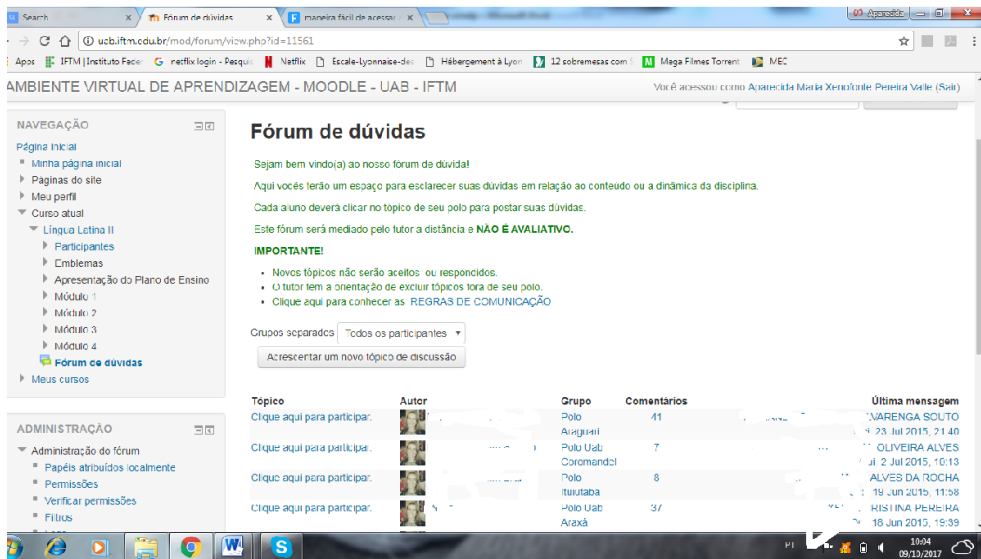 Search
Fórum de dúvidas
maneira fácil de acessar
Aparecida
uab.iftm.edu.br/mod/forum/view.php?id=11561
Apps
IFTM | Instituto Feder
netflix login - Pesquis
Netflix
Escale-Lyonnaise-des
Hébergement à Lyon
12 sobremesas com
Mega Filmes Torrent
MEC
AMBIENTE VIRTUAL DE APRENDIZAGEM - MOODLE - UAB - IFTM
Você acessou como Aparecida Maria Xenofonte Pereira Valle (Sair)
NAVEGAÇÃO
Página inicial
Minha página inicial
Páginas do site
Meu perfil
Curso atual
Língua Latina II
Participantes
Emblemas
Apresentação do Plano de Ensino
Módulo 1
Módulo 2
Módulo 3
Módulo 4
Fórum de dúvidas
Meus cursos
ADMINISTRAÇÃO
Administração do fórum
Papéis atribuídos localmente
Permissões
Verificar permissões
Filtros
Fórum de dúvidas
Sejam bem vindo(a) ao nosso fórum de dúvida!
Aqui vocês terão um espaço para esclarecer suas dúvidas em relação ao conteúdo ou a dinâmica da disciplina.
Cada aluno deverá clicar no tópico de seu polo para postar suas dúvidas.
Este fórum será mediado pelo tutor a distância e NÃO É AVALIATIVO.
IMPORTANTE!
Novos tópicos não serão aceitos ou respondidos.
O tutor tem a orientação de excluir tópicos fora de seu polo.
Clique aqui para conhecer as REGRAS DE COMUNICAÇÃO
Grupos separados Todos os participantes
Acrescentar um novo tópico de discussão
Tópico Autor Grupo Comentários Última mensagem
Clique aqui para participar. Polo 41 VARENGA SOUTO
Araguari 23 Jul 2015, 21:40
Clique aqui para participar. Polo Uab 7 OLIVEIRA ALVES
Coromandel 2 Jul 2015, 10:13
Clique aqui para participar. Polo 8 ALVES DA ROCHA
Ituiutaba 19 Jun 2015, 11:58
Clique aqui para participar. Polo Uab 37 RISTINA PEREIRA
Araxá 18 Jun 2015, 19:39
PT
10:04
09/10/2017